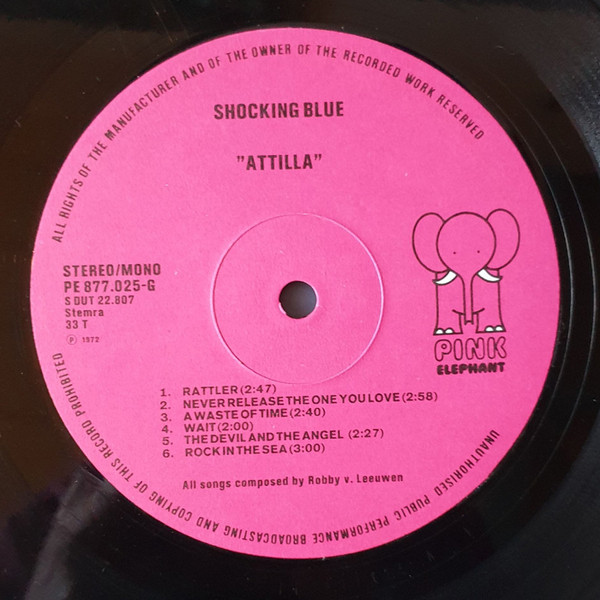 ALL RIGHTS OF THE MANUFACTURER AND OF THE OWNER OF THE RECORDED WORK RESERVED
SHOCKING BLUE
"ATTILLA"
STEREO/MONO
PE 877.025-G
S DUT 22.807
Stemra
33 T
Ⓟ 1972
PINK
ELEPHANT
1. RATTLER (2:47)
2. NEVER RELEASE THE ONE YOU LOVE (2:58)
3. A WASTE OF TIME (2:40)
4. WAIT (2:00)
5. THE DEVIL AND THE ANGEL (2:27)
6. ROCK IN THE SEA (3:00)
All songs composed by Robby v. Leeuwen
UNAUTHORISED PUBLIC PERFORMANCE BROADCASTING AND COPYING OF THIS RECORD PROHIBITED